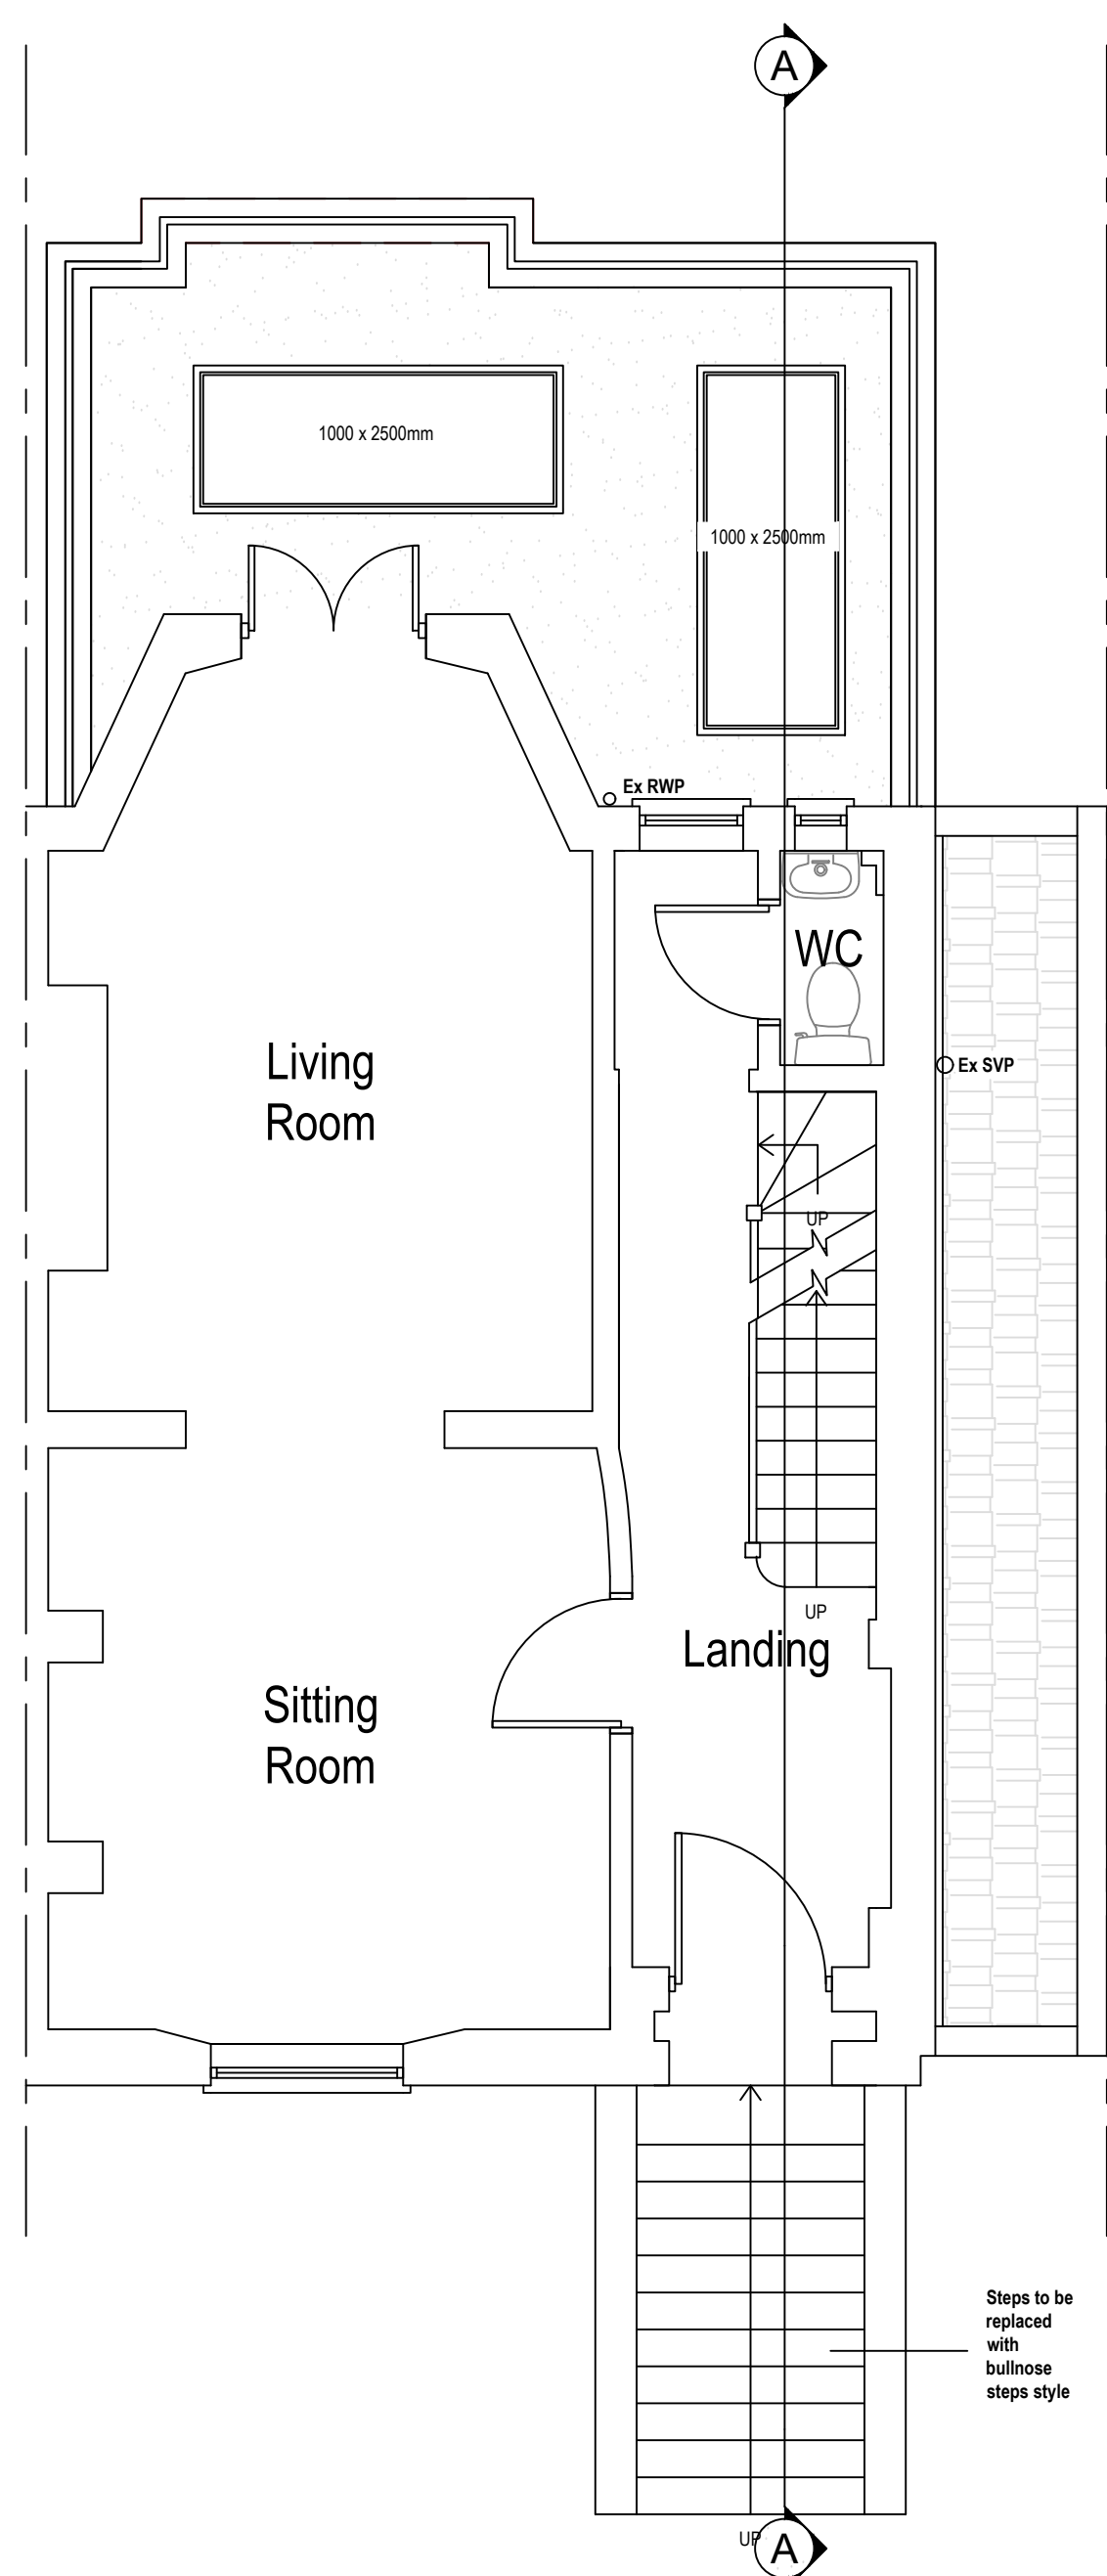 A
1000 x 2500mm
1000 x 2500mm
Ex RWP
WC
Living
Room
Ex SVP
UP
UP
Landing
Sitting
Room
Steps to be
replaced
with
bullnose
steps style
UP
A